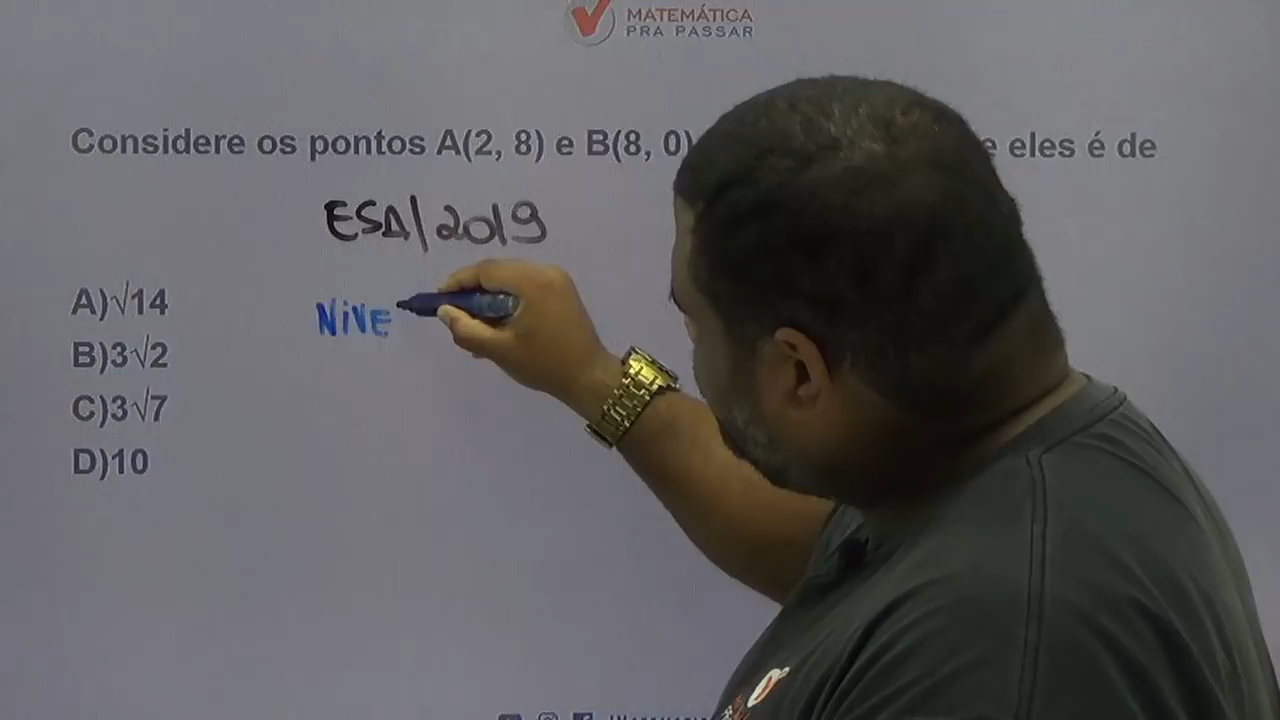 MATEMÁTICA
PRA PASSAR
Considere os pontos A(2, 8) e B(8, 0) eles é de
ESA/2019
A)√14
NiVE
B)3√2
C)3√7
D)10